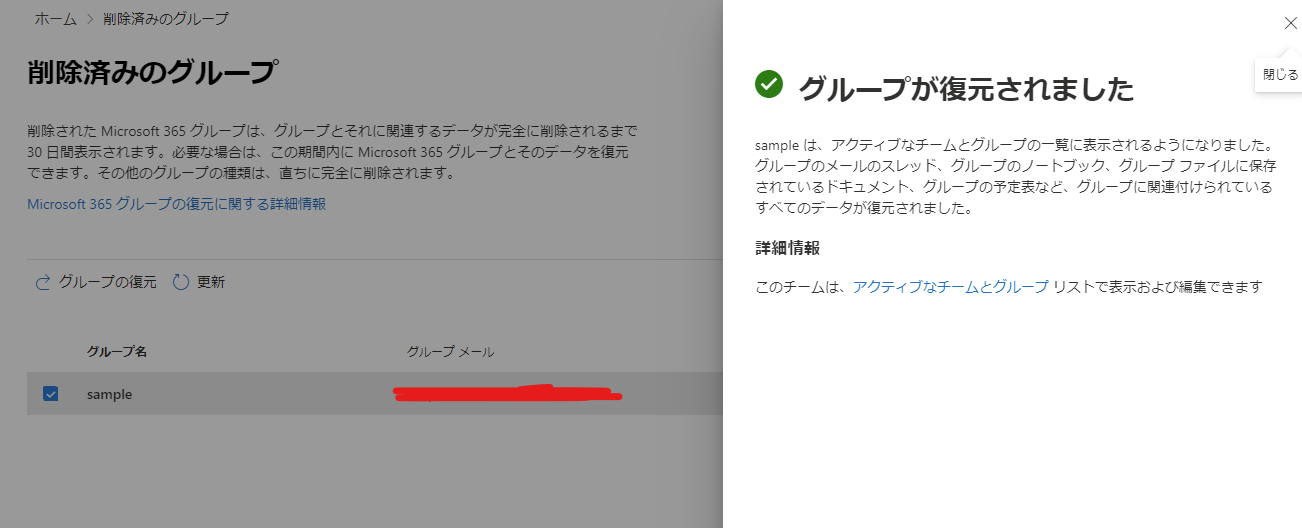 ホーム > 削除済みのグループ
削除済みのグループ
削除された Microsoft 365 グループは、グループとそれに関連するデータが完全に削除されるまで
30 日間表示されます。必要な場合は、この期間内に Microsoft 365 グループとそのデータを復元
できます。その他のグループの種類は、直ちに完全に削除されます。
Microsoft 365 グループの復元に関する詳細情報
グループの復元 更新
グループ名 グループ メール
sample
閉じる
グループが復元されました
sample は、アクティブなチームとグループの一覧に表示されるようになりました。
グループのメールのスレッド、グループのノートブック、グループ ファイルに保存
されているドキュメント、グループの予定表など、グループに関連付けられている
すべてのデータが復元されました。
詳細情報
このチームは、アクティブなチームとグループ リストで表示および編集できます